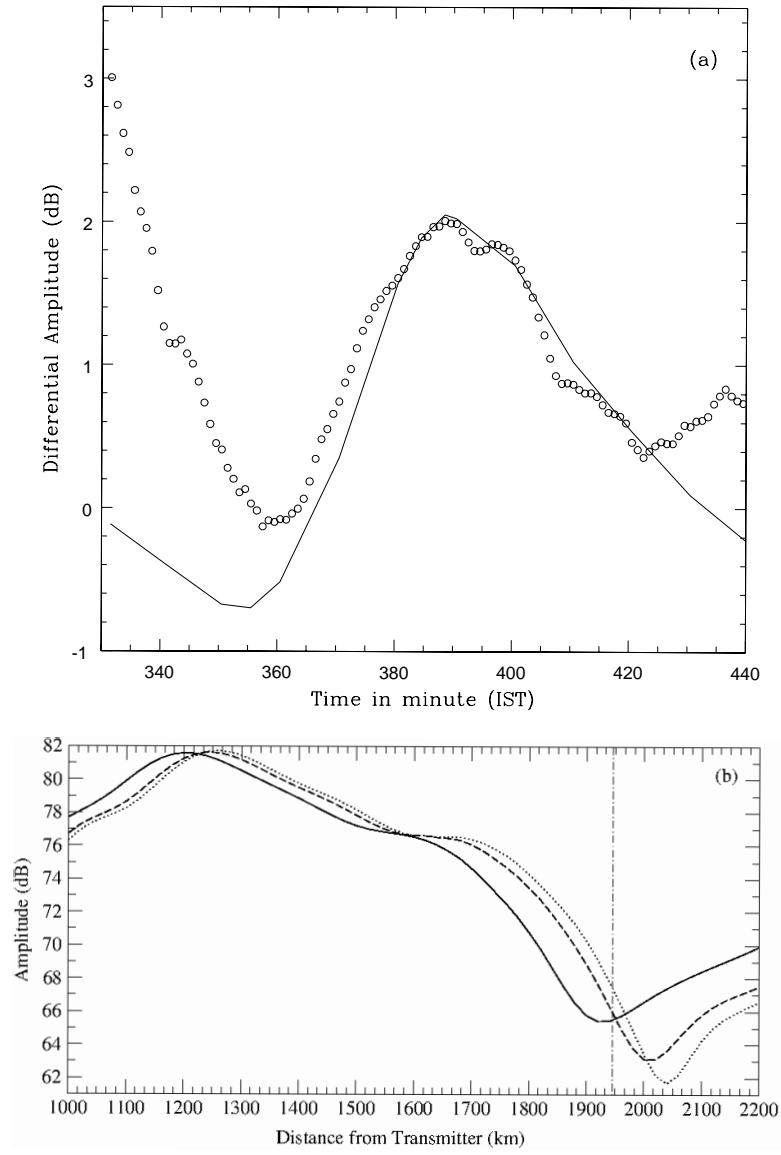 (a)
3
2
1
0
-1
Differential Amplitude (dB)
340 360 380 400 420 440
Time in minute (IST)
(b)
82
80
78
76
74
72
70
68
66
64
62
Amplitude (dB)
1000 1100 1200 1300 1400 1500 1600 1700 1800 1900 2000 2100 2200
Distance from Transmitter (km)